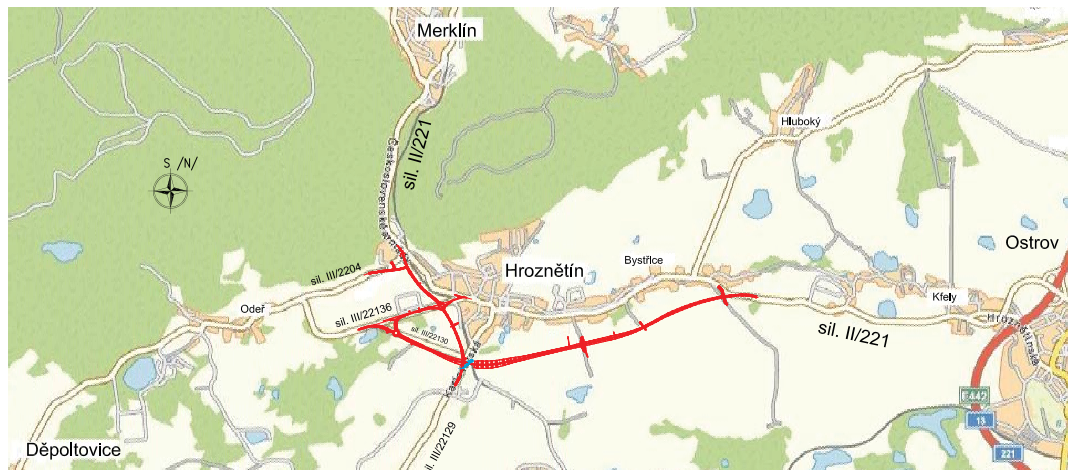 Merklín
sil. II/221
Hluboký
S /N/
Československé armády
Ostrov
sil. III/2204
Hroznětín
Bystřice
Odeř
Kfely
sil. III/22136
Hroznětínská
sil. II/221
sil. III/22130
E442
13
221
sil. III/22129
Děpoltovice